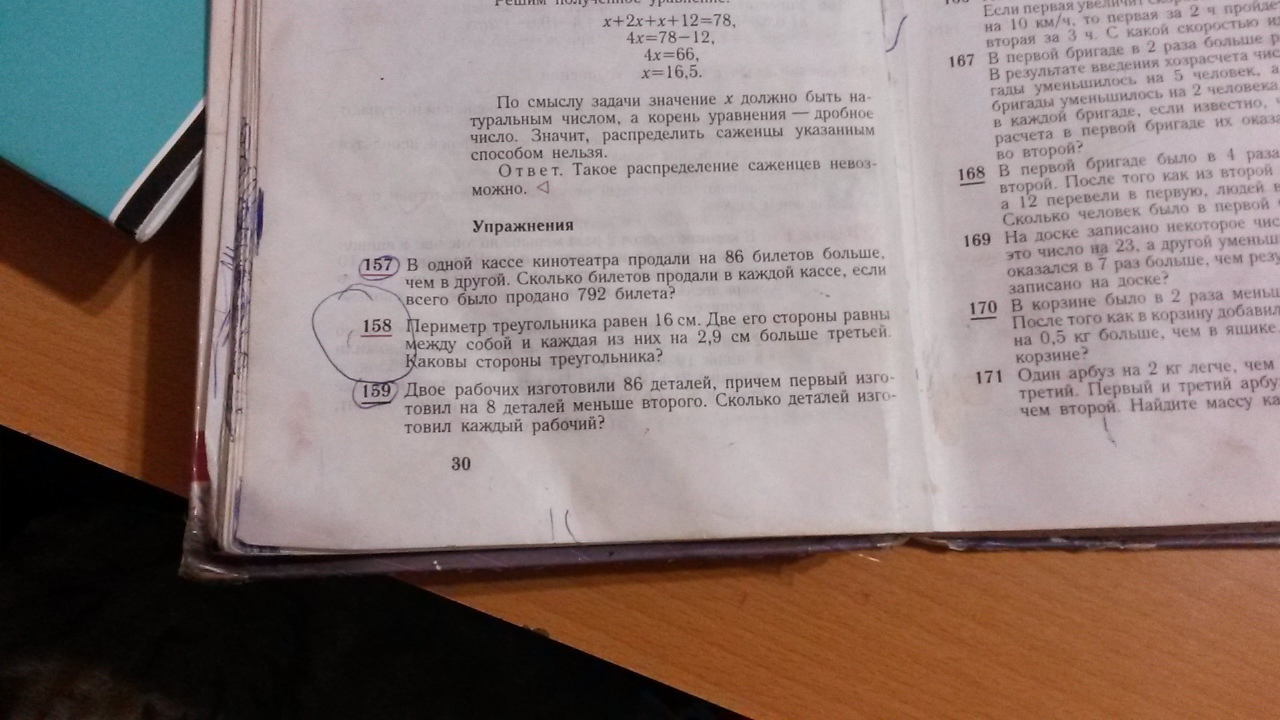 Решим полученное уравнение:
x+2x+x+12=78,
4x=78−12,
4x=66,
x=16,5.
По смыслу задачи значение x должно быть на-
туральным числом, а корень уравнения — дробное
число. Значит, распределить саженцы указанным
способом нельзя.
Ответ. Такое распределение саженцев невоз-
можно. ◁
Упражнения
157 В одной кассе кинотеатра продали на 86 билетов больше,
чем в другой. Сколько билетов продали в каждой кассе, если
всего было продано 792 билета?
158 Периметр треугольника равен 16 см. Две его стороны равны
между собой и каждая из них на 2,9 см больше третьей.
Каковы стороны треугольника?
159 Двое рабочих изготовили 86 деталей, причем первый изго-
товил на 8 деталей меньше второго. Сколько деталей изго-
товил каждый рабочий?
30
Если первая увеличит
на 10 км/ч, то первая за 2 ч
вторая за 3 ч. С какой скоростью
167 В первой бригаде в 2 раза больше
В результате введения хозрасчета
гады уменьшилось на 5 человек, а
бригады уменьшилось на 2 человека
в каждой бригаде, если известно,
расчета в первой бригаде их
во второй?
168 В первой бригаде было в 4 раза
второй. После того как из второй
а 12 перевели в первую, людей
Сколько человек было в первой
169 На доске записано некоторое
это число на 23, а другой
оказался в 7 раз больше, чем
записано на доске?
170 В корзине было в 2 раза
После того как в корзину
на 0,5 кг больше, чем в ящике
корзине?
171 Один арбуз на 2 кг легче, чем
третий. Первый и третий
чем второй. Найдите массу